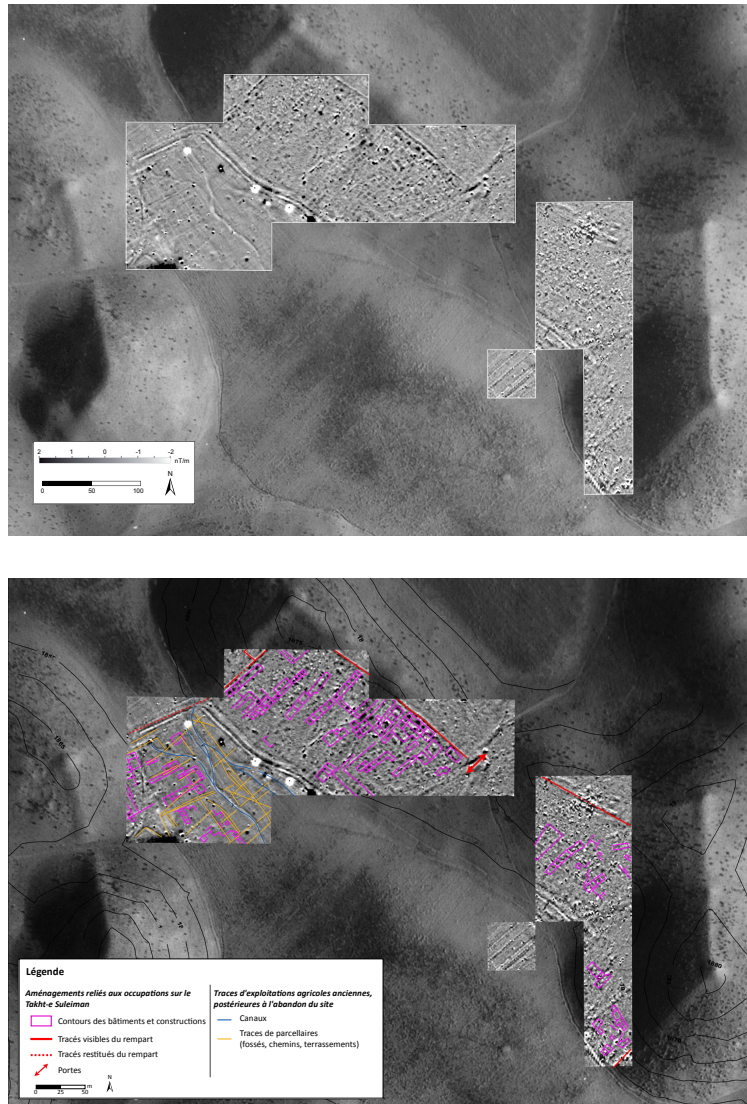 2 1 0 -1 -2
nT/m
N
0 50 100
Légende
Aménagements reliés aux occupations sur le
Takht-e Suleiman
Contours des bâtiments et constructions
Tracés visibles du rempart
Tracés restitués du rempart
Portes
0 25 50 m
N
Traces d'exploitations agricoles anciennes,
postérieures à l'abandon du site
Canaux
Traces de parcellaires
(fossés, chemins, terrassements)